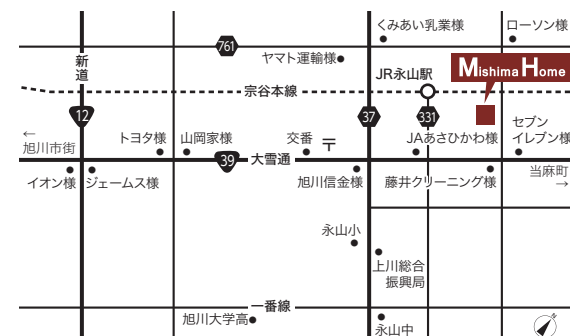 くみあい乳業様
ローソン様
761
ヤマト運輸様
新道
JR永山駅
Mishima Home
宗谷本線
12
37
331
セブン
イレブン様
←
旭川市街
トヨタ様
山岡家様
交番
〒
JAあさひかわ様
39
大雪通
イオン様
ジェームス様
旭川信金様
藤井クリーニング様
当麻町
→
永山小
上川総合
振興局
一番線
旭川大学高
永山中
N